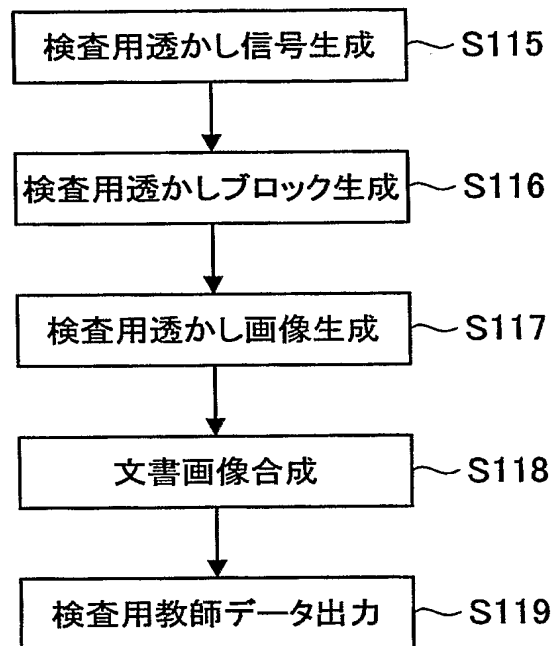 検査用透かし信号生成 S115
検査用透かしブロック生成 S116
検査用透かし画像生成 S117
文書画像合成 S118
検査用教師データ出力 S119